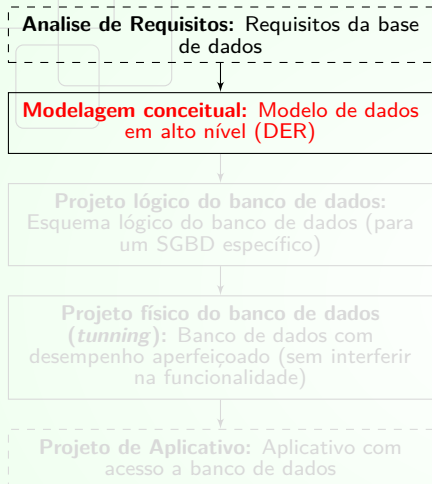 Analise de Requisitos: Requisitos da base
de dados
Modelagem conceitual: Modelo de dados
em alto nível (DER)
Projeto lógico do banco de dados:
Esquema lógico do banco de dados (para
um SGBD específico)
Projeto físico do banco de dados
(tunning): Banco de dados com
desempenho aperfeiçoado (sem interferir
na funcionalidade)
Projeto de Aplicativo: Aplicativo com
acesso a banco de dados